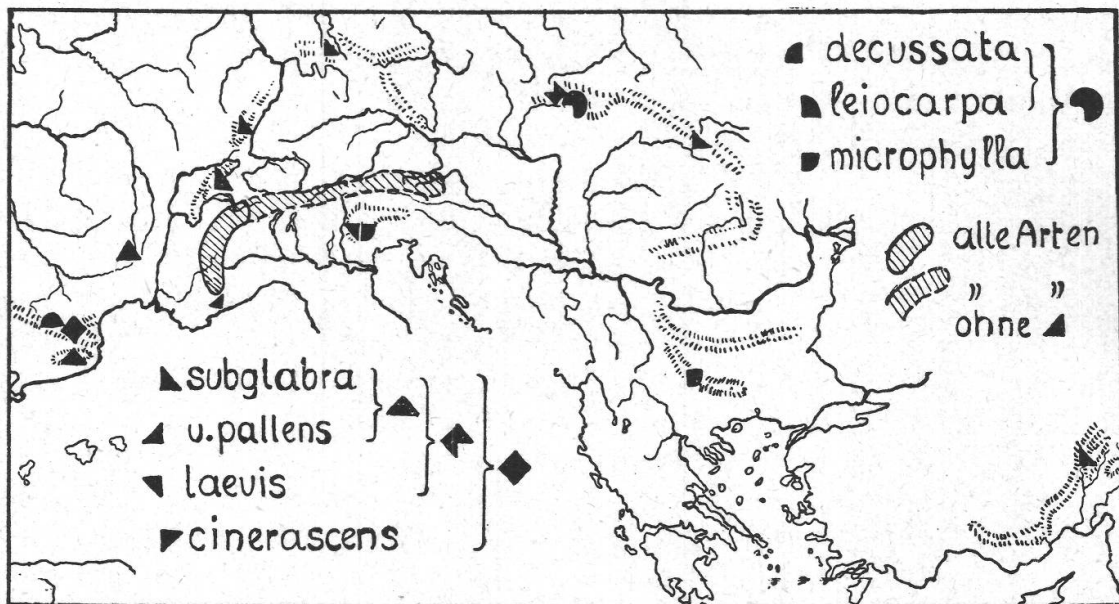 decussata
leiocarpa
microphylla
alle Arten
„ „
ohne
subglabra
v. pallens
laevis
cinerascens